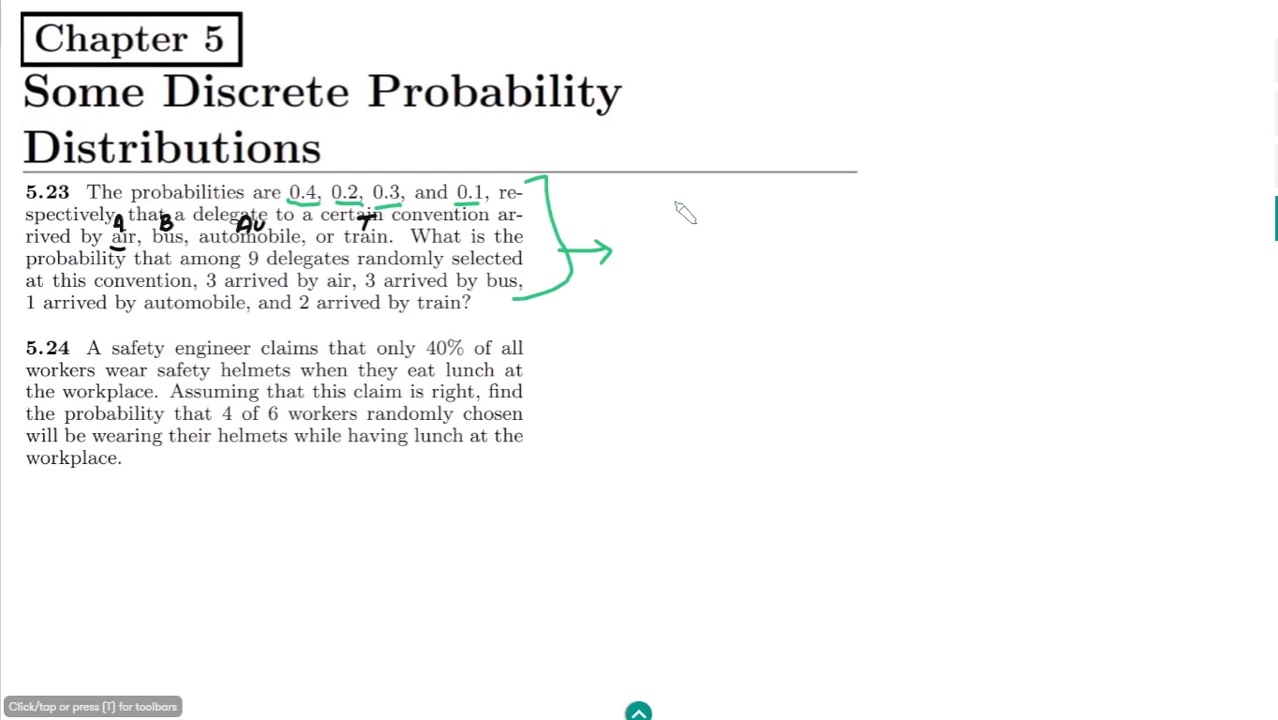 Chapter 5
Some Discrete Probability
Distributions
5.23 The probabilities are 0.4, 0.2, 0.3, and 0.1, re-
spectively, that a delegate to a certain convention ar-
A B AU T
rived by air, bus, automobile, or train. What is the
probability that among 9 delegates randomly selected
at this convention, 3 arrived by air, 3 arrived by bus,
1 arrived by automobile, and 2 arrived by train?
5.24 A safety engineer claims that only 40% of all
workers wear safety helmets when they eat lunch at
the workplace. Assuming that this claim is right, find
the probability that 4 of 6 workers randomly chosen
will be wearing their helmets while having lunch at the
workplace.
Click/tap or press [T] for toolbars